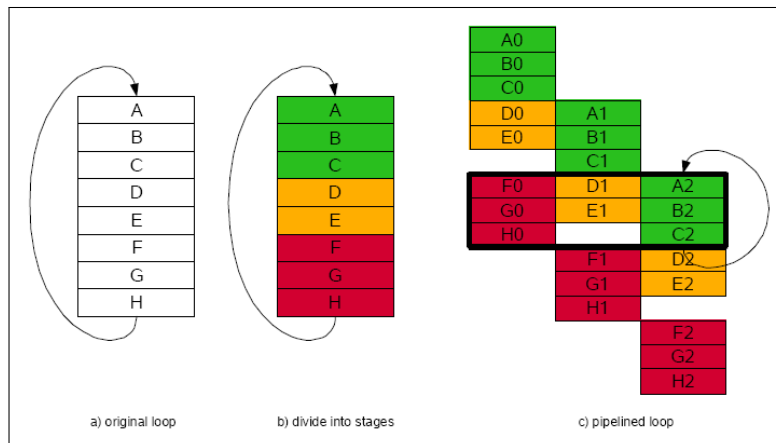 A
B
C
D
E
F
G
H
a) original loop
A
B
C
D
E
F
G
H
b) divide into stages
A0
B0
C0
D0 A1
E0 B1
C1
F0 D1 A2
G0 E1 B2
H0 C2
F1 D2
G1 E2
H1
F2
G2
H2
c) pipelined loop